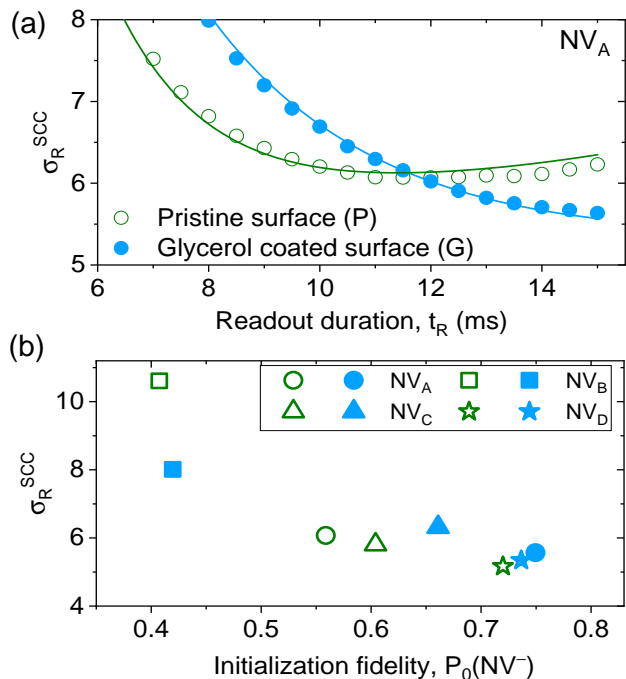 (a)
NV_A
8
7
6
5
σ_R^SCC
Pristine surface (P)
Glycerol coated surface (G)
6 8 10 12 14
Readout duration, t_R (ms)
(b)
10
8
6
4
σ_R^SCC
NV_A NV_B
NV_C NV_D
0.4 0.5 0.6 0.7 0.8
Initialization fidelity, P_0(NV⁻)